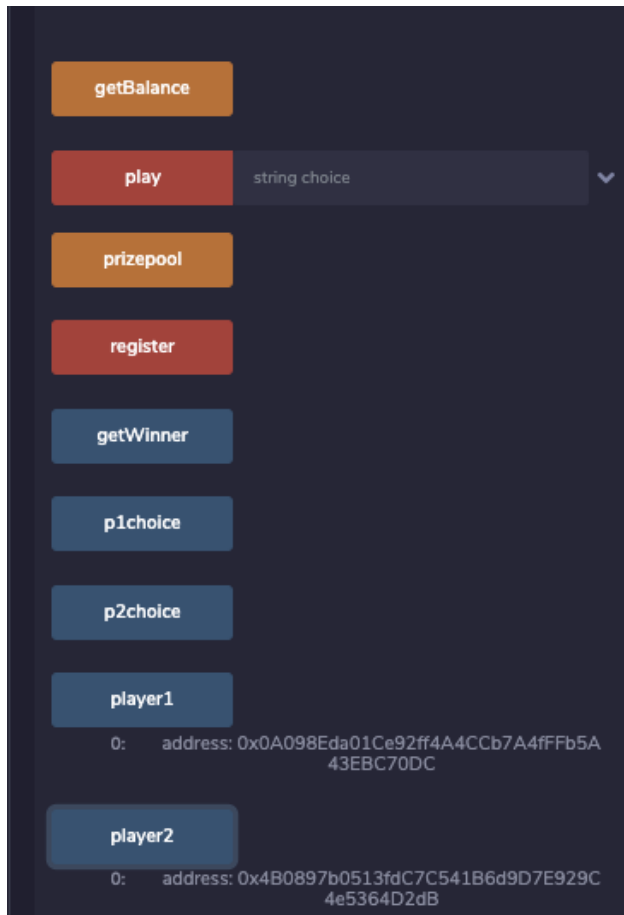 getBalance
play string choice
prizepool
register
getWinner
p1choice
p2choice
player1
0: address: 0x0A098Eda01Ce92ff4A4CCb7A4fFFb5A
43EBC70DC
player2
0: address: 0x4B0897b0513fdC7C541B6d9D7E929C
4e5364D2dB